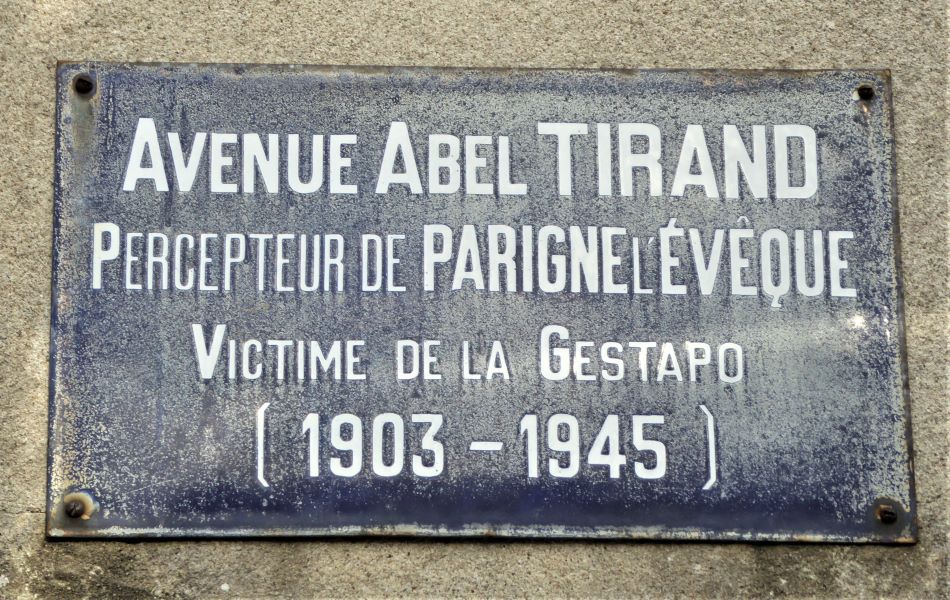 AVENUE ABEL TIRAND
PERCEPTEUR DE PARIGNE L'ÉVÊQUE
VICTIME DE LA GESTAPO
(1903 - 1945)